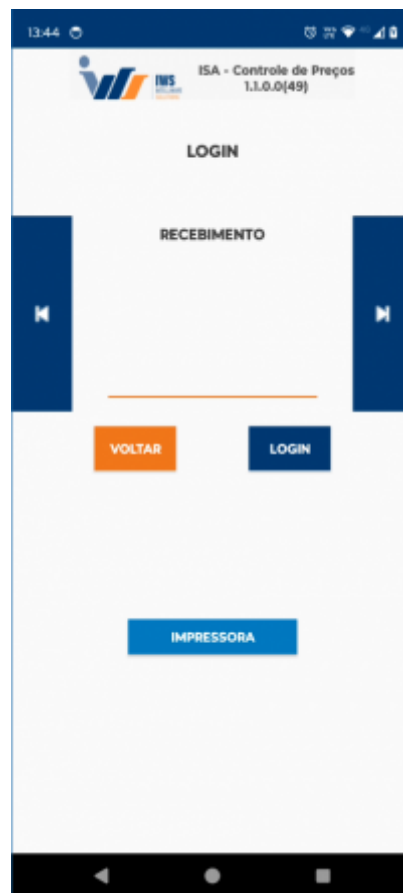 13:44
IWS
ISA - Controle de Preços
1.1.0.0(49)
LOGIN
RECEBIMENTO
VOLTAR
LOGIN
IMPRESSORA